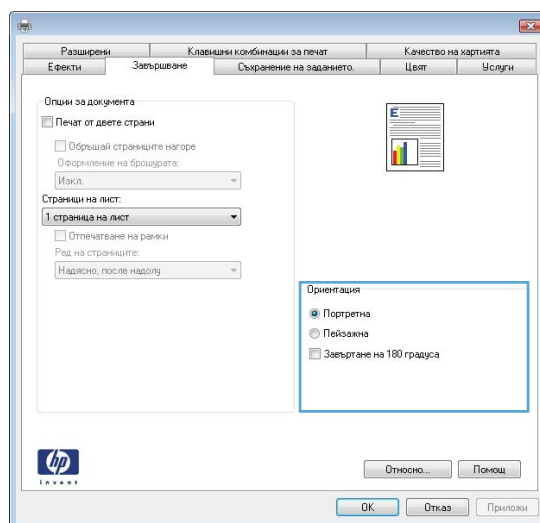 Разширени
Клавишни комбинации за печат
Качество на хартията
Ефекти
Завършване
Съхранение на заданието.
Цвят
Услуги
Опции за документа
Печат от двете страни
Обръщай страниците нагоре
Оформление на брошурата:
Изкл.
Страници на лист:
1 страница на лист
Отпечатване на рамки
Ред на страниците:
Надясно, после надолу
E
Ориентация
Портретна
Пейзажна
Завъртане на 180 градуса
hp
invent
Относно...
Помощ
OK
Отказ
Приложи